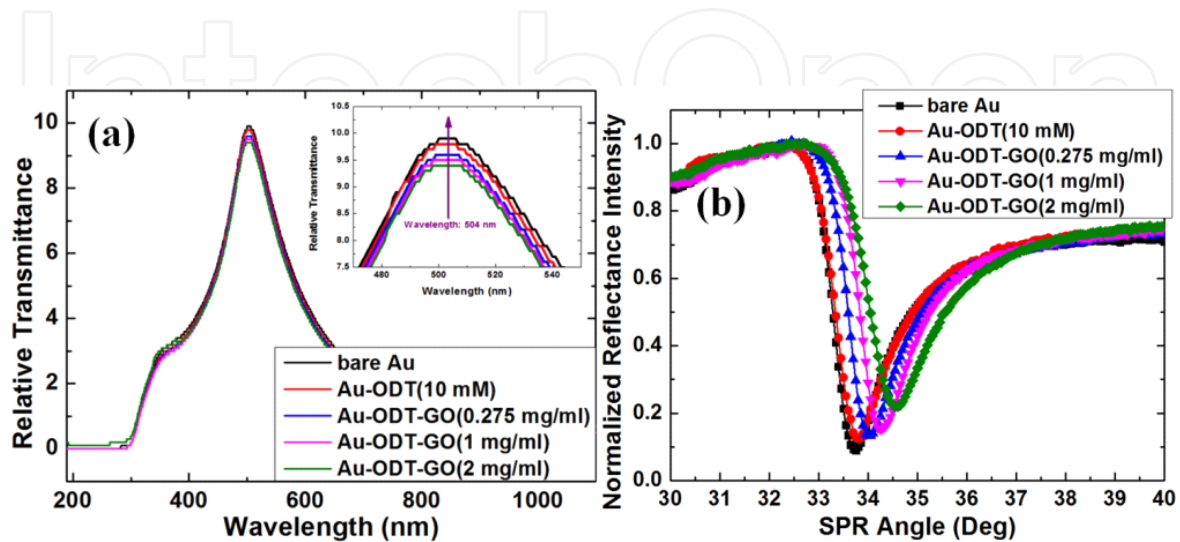 IntechOpen
(a)
Relative Transmittance
10
8
6
4
2
0
200
400
600
800
1000
Wavelength (nm)
10.5
10.0
9.5
9.0
8.5
8.0
7.5
Relative Transmittance
Wavelength: 504 nm
480
500
520
540
Wavelength (nm)
bare Au
Au-ODT(10 mM)
Au-ODT-GO(0.275 mg/ml)
Au-ODT-GO(1 mg/ml)
Au-ODT-GO(2 mg/ml)
(b)
Normalized Reflectance Intensity
1.0
0.8
0.6
0.4
0.2
0.0
30
31
32
33
34
35
36
37
38
39
40
SPR Angle (Deg)
bare Au
Au-ODT(10 mM)
Au-ODT-GO(0.275 mg/ml)
Au-ODT-GO(1 mg/ml)
Au-ODT-GO(2 mg/ml)